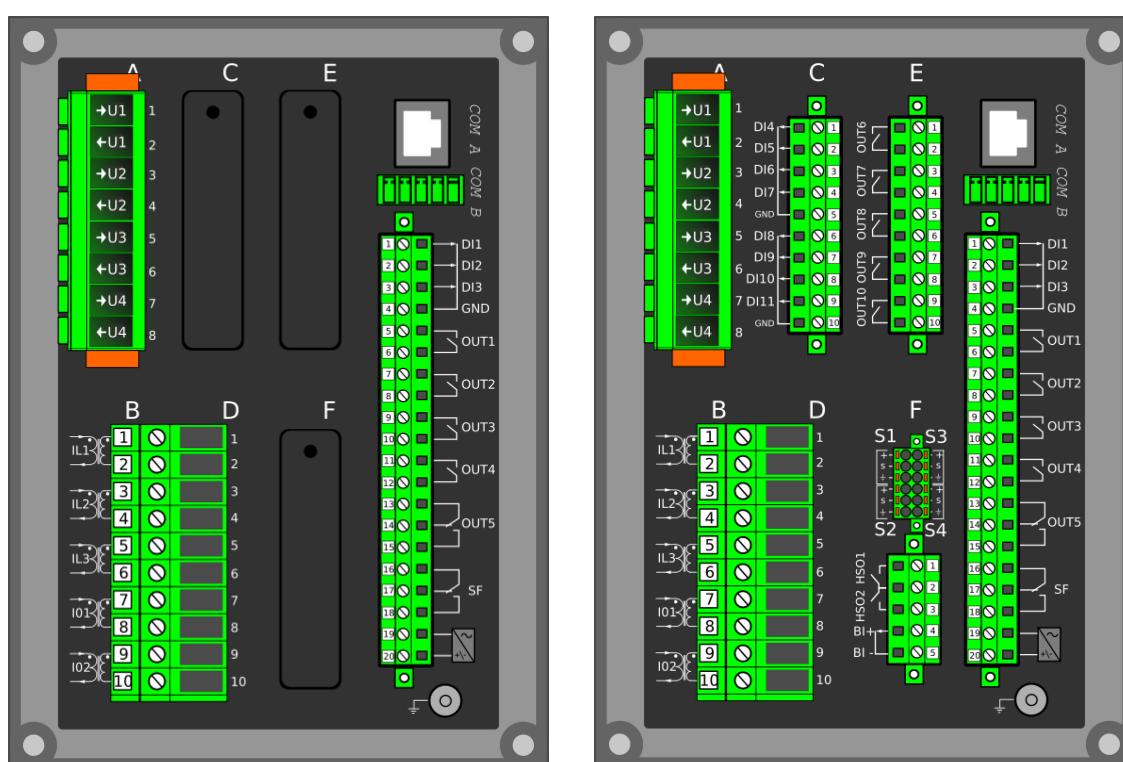 A C E
→U1 1
←U1 2
→U2 3
←U2 4
→U3 5
←U3 6
→U4 7
←U4 8
COM A
COM B
1 DI1
2 DI2
3 DI3
4 GND
5
6 OUT1
7
8 OUT2
9
10 OUT3
11
12 OUT4
13
14 OUT5
15
16
17 SF
18
19 ~
20 +/-
B D F
IL1
1 1
2 2
IL2
3 3
4 4
IL3
5 5
6 6
I01
7 7
8 8
I02
9 9
10 10
A C E
→U1 1
←U1 2
→U2 3
←U2 4
→U3 5
←U3 6
→U4 7
←U4 8
DI4 1
DI5 2
DI6 3
DI7 4
GND 5
DI8 6
DI9 7
DI10 8
DI11 9
GND 10
OUT6 1
2
OUT7 3
4
OUT8 5
6
OUT9 7
8
OUT10 9
10
COM A
COM B
1 DI1
2 DI2
3 DI3
4 GND
5
6 OUT1
7
8 OUT2
9
10 OUT3
11
12 OUT4
13
14 OUT5
15
16
17 SF
18
19 ~
20 +/-
B D F
IL1
1 1
2 2
IL2
3 3
4 4
IL3
5 5
6 6
I01
7 7
8 8
I02
9 9
10 10
S1 S3
+ +
S S
+ +
S S
S2 S4
HSO1 1
2
HSO2 3
BI+ 4
BI - 5